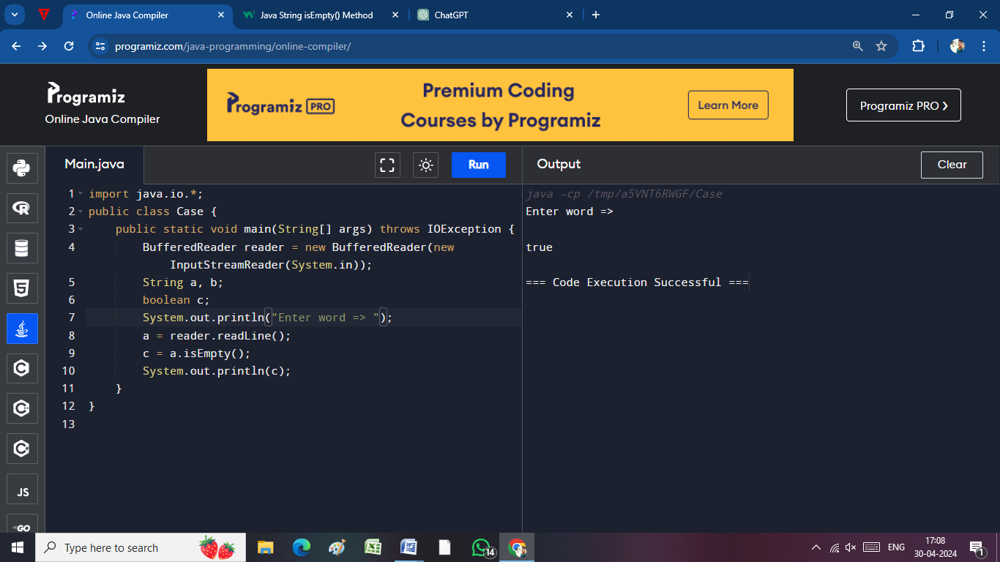 Online Java Compiler
Java String isEmpty() Method
ChatGPT
programiz.com/java-programming/online-compiler/
Programiz
Online Java Compiler
Programiz PRO
Premium Coding
Courses by Programiz
Learn More
Programiz PRO ❯
Main.java
Run
Output
Clear
1 import java.io.*;
2 public class Case {
3     public static void main(String[] args) throws IOException {
4         BufferedReader reader = new BufferedReader(new
            InputStreamReader(System.in));
5         String a, b;
6         boolean c;
7         System.out.println("Enter word => ");
8         a = reader.readLine();
9         c = a.isEmpty();
10         System.out.println(c);
11     }
12 }
13
java -cp /tmp/a5VNT6RWGF/Case
Enter word =>
true
=== Code Execution Successful ===
JS
GO
Type here to search
14
ENG
17:08
30-04-2024
1